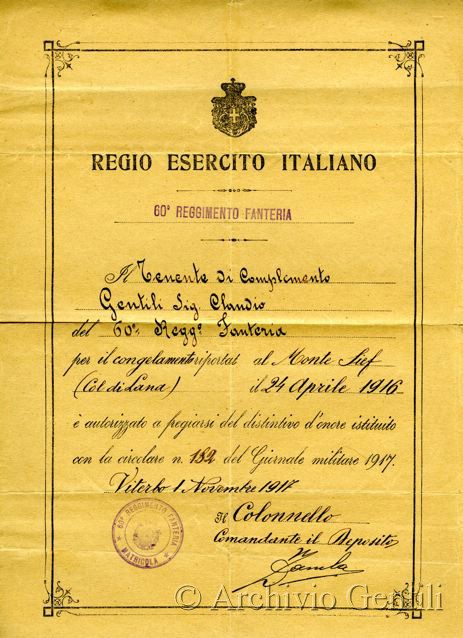 REGIO ESERCITO ITALIANO
60° REGGIMENTO FANTERIA
Il Tenente di Complemento
Gentili Sig. Claudio
del 60° Regg° Fanteria
per il congelamento riportat al Monte Sief
(Col di Lana) il 24 Aprile 1916
è autorizzato a fregiarsi del distintivo d'onore istituito
con la circolare n. 182 del Giornale militare 1917.
Viterbo 1 Novembre 1917
Il Colonnello
Comandante il Deposito
60° REGGIMENTO FANTERIA
MATRICOLA
© Archivio Gentili